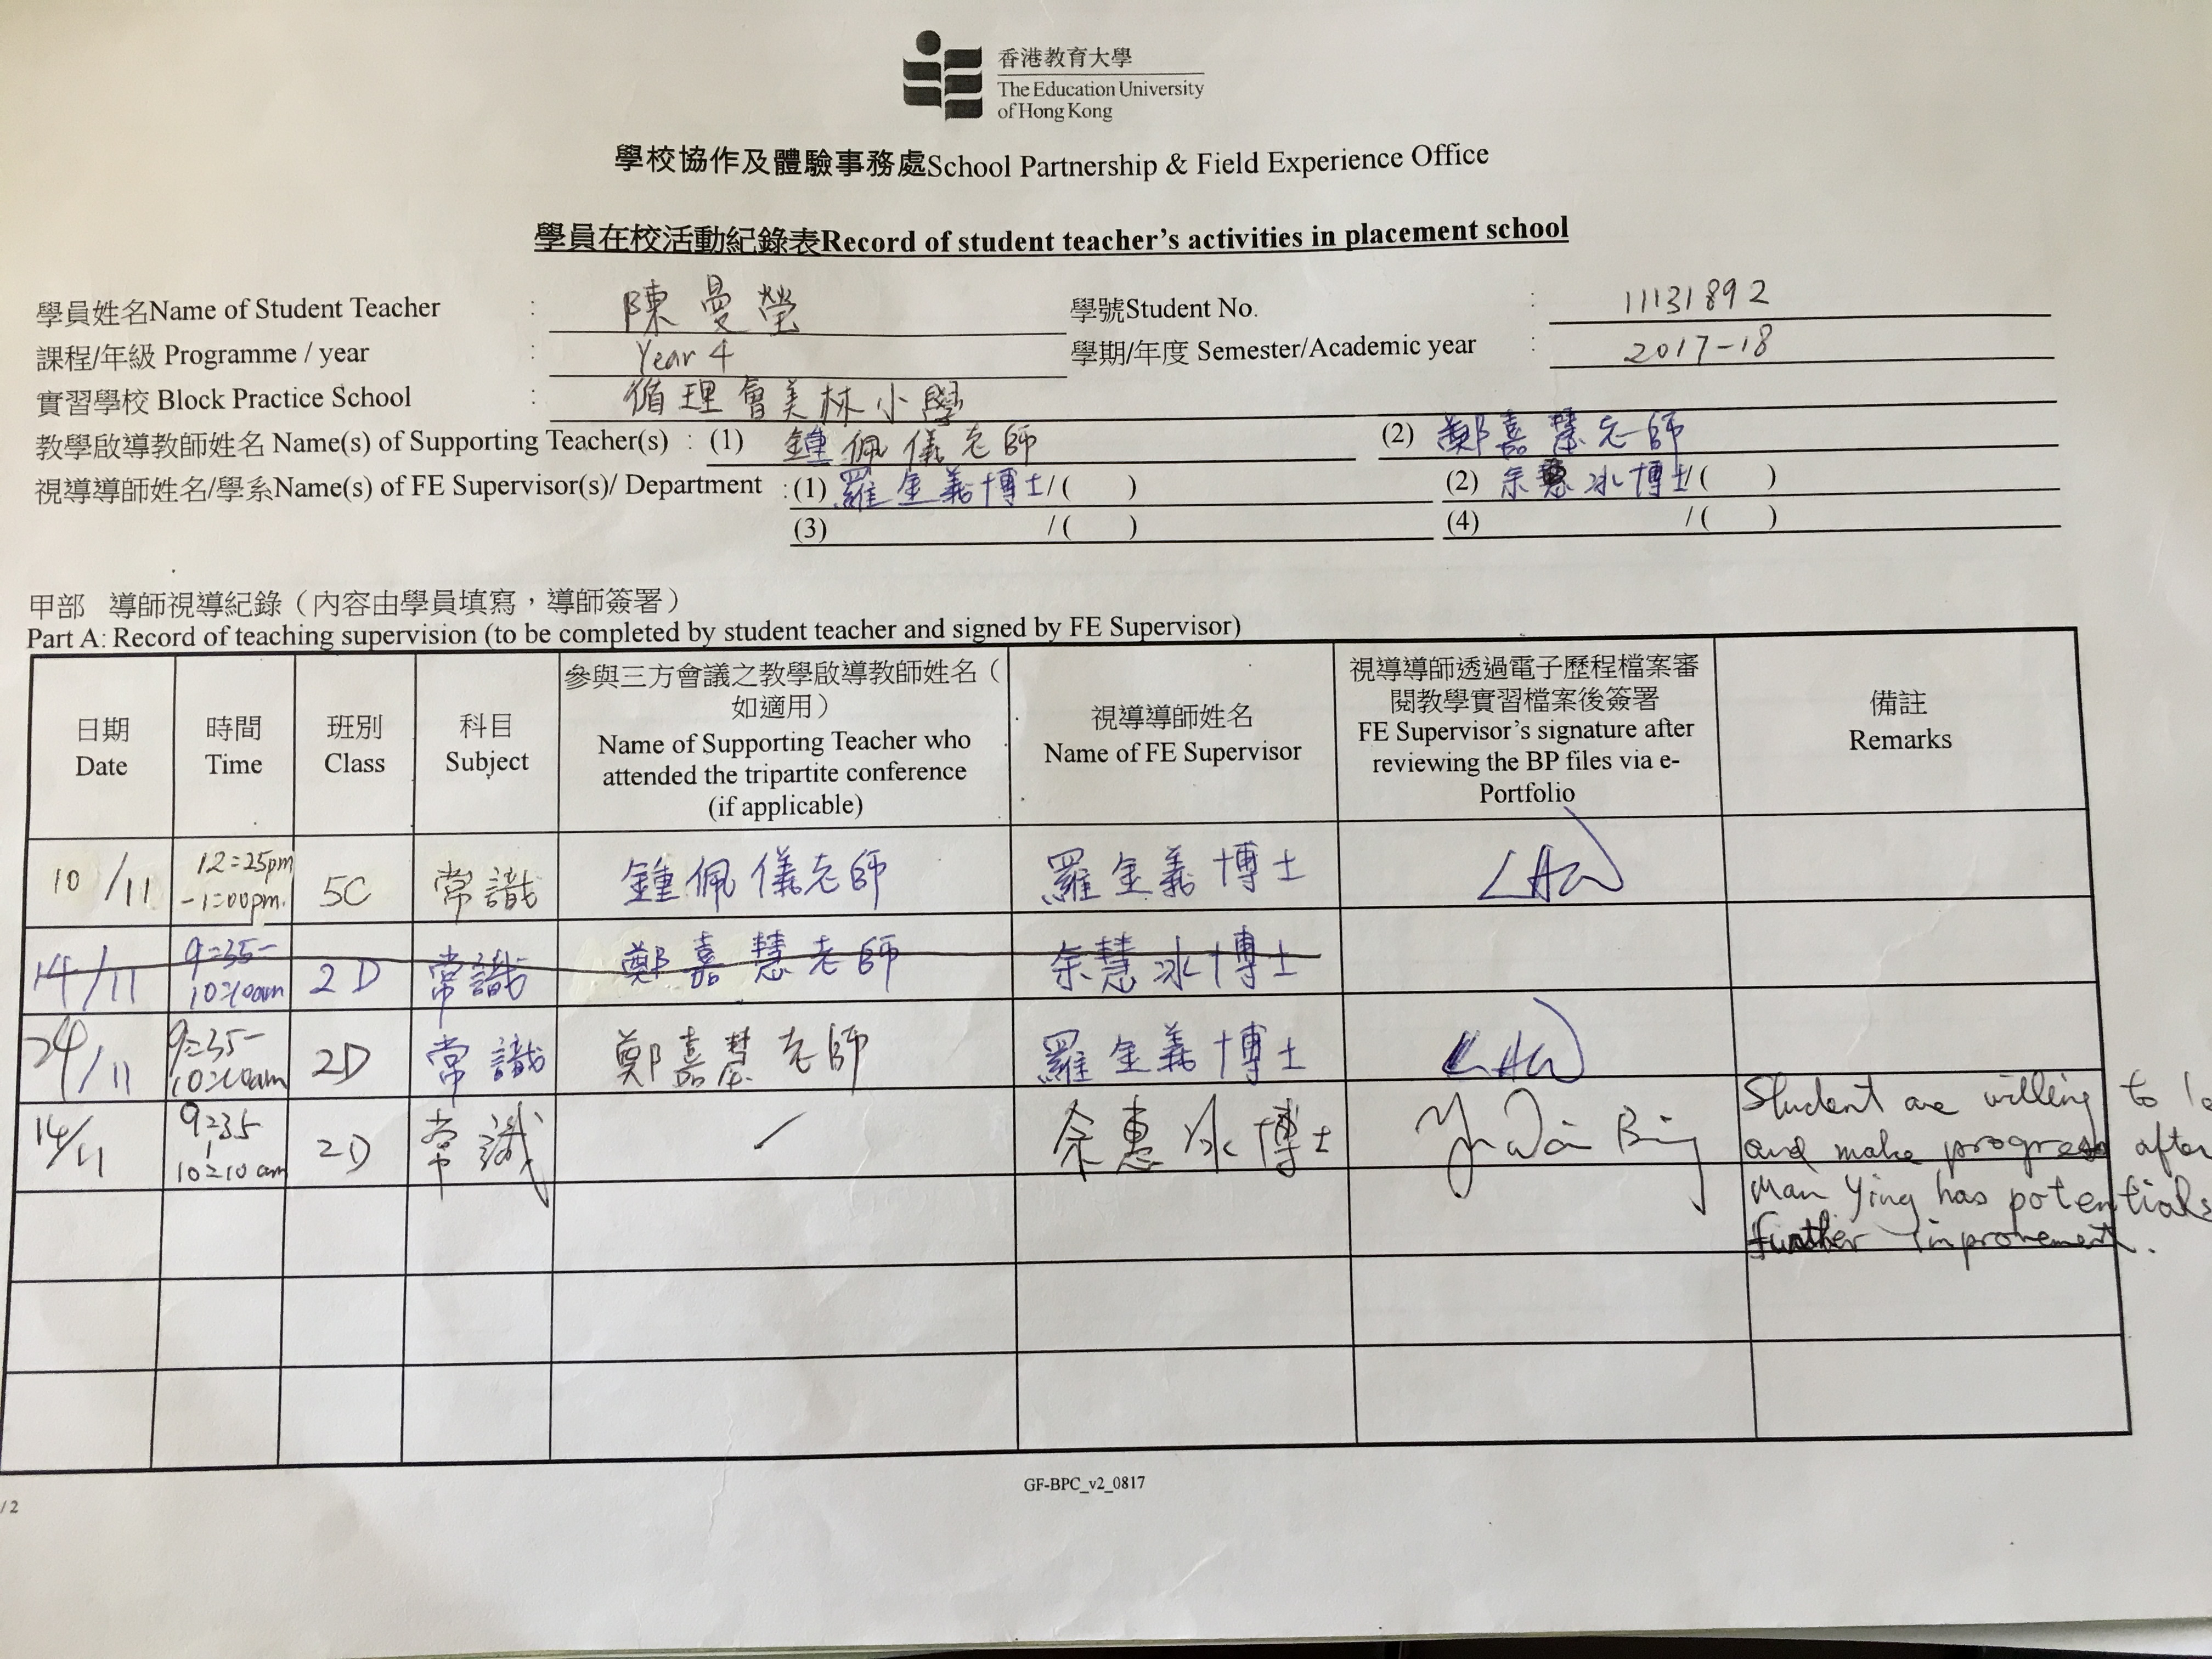 香港教育大學
The Education University
of Hong Kong
學校協作及體驗事務處School Partnership & Field Experience Office
學員在校活動紀錄表Record of student teacher's activities in placement school
學員姓名Name of Student Teacher : 陳曼瑩 學號Student No. : 11131892
課程/年級 Programme / year : Year 4 學期/年度 Semester/Academic year : 2017-18
實習學校 Block Practice School : 循理會美林小學
教學啟導教師姓名 Name(s) of Supporting Teacher(s) : (1) 鍾佩儀老師 (2) 鄭嘉慧老師
視導導師姓名/學系Name(s) of FE Supervisor(s)/ Department : (1) 羅金義博士/( ) (2) 余惠冰博士/( )
(3) /( ) (4) /( )
甲部 導師視導紀錄（內容由學員填寫，導師簽署）
Part A: Record of teaching supervision (to be completed by student teacher and signed by FE Supervisor)
日期
Date
時間
Time
班別
Class
科目
Subject
參與三方會議之教學啟導教師姓名（
如適用）
Name of Supporting Teacher who
attended the tripartite conference
(if applicable)
視導導師姓名
Name of FE Supervisor
視導導師透過電子歷程檔案審
閱教學實習檔案後簽署
FE Supervisor's signature after
reviewing the BP files via e-
Portfolio
備註
Remarks
10/11 12:25pm -1:00pm. 5C 常識 鍾佩儀老師 羅金義博士 LAW
14/11 9:35- 10:10am 2D 常識 鄭嘉慧老師 余慧冰博士
24/11 9:35- 10:10am 2D 常識 鄭嘉慧老師 羅金義博士 LAW
14/11 9:35 10:10 am 2D 常識 余惠冰博士
Student are willing to
and make progress after
Man Ying has potentials
further improvement.
GF-BPC_v2_0817
/ 2